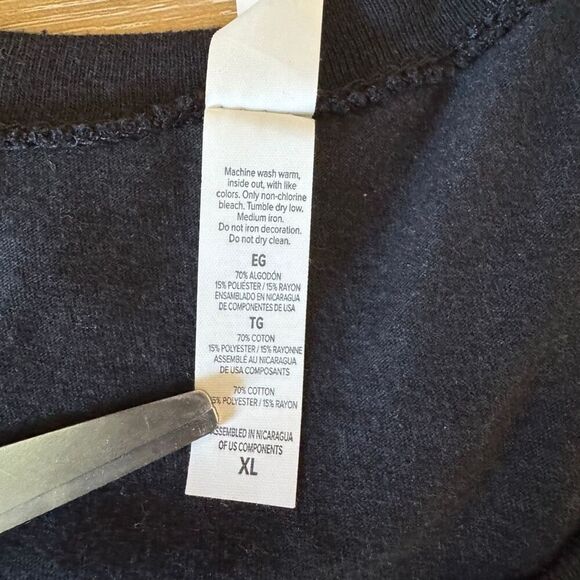 Machine wash warm,
inside out, with like
colors. Only non-chlorine
bleach. Tumble dry low.
Medium iron.
Do not iron decoration.
Do not dry clean.
EG
70% ALGODÓN
15% POLIÉSTER / 15% RAYON
ENSAMBLADO EN NICARAGUA
DE COMPONENTES DE USA
TG
70% COTON
15% POLYESTER / 15% RAYONNE
ASSEMBLÉ AU NICARAGUA
DE USA COMPOSANTS
70% COTTON
5% POLYESTER / 15% RAYON
ASSEMBLED IN NICARAGUA
OF US COMPONENTS
XL